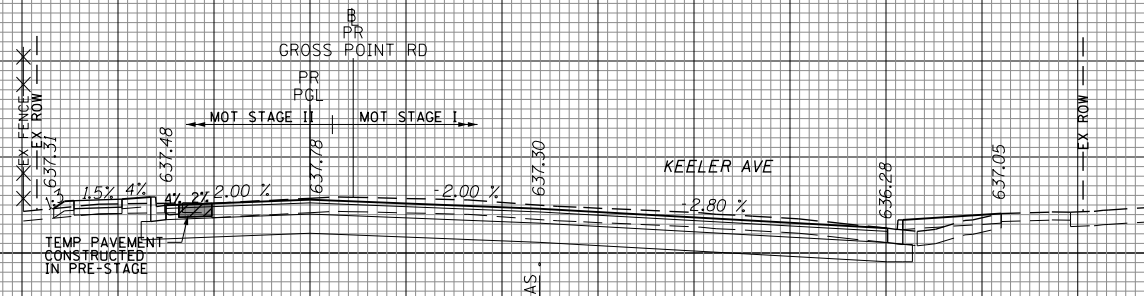 B
PR
GROSS POINT RD
PR
PGL
MOT STAGE II
MOT STAGE I
EX FENCE
EX ROW
637.31
637.48
637.78
637.30
KEELER AVE
636.28
637.05
EX ROW
1:3
1.5%
4%
4%
2%
2.00 %
-2.00 %
-2.80 %
TEMP PAVEMENT
CONSTRUCTED
IN PRE-STAGE
AS